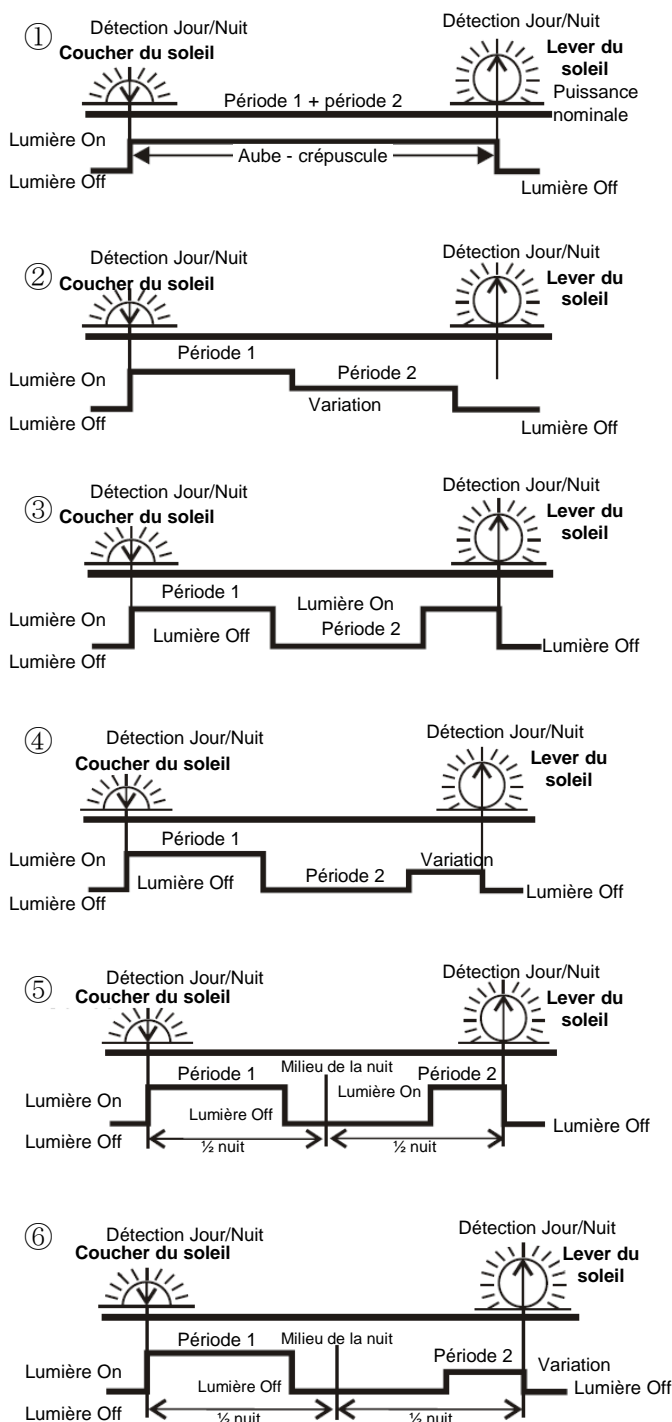 ①
Détection Jour/Nuit
Coucher du soleil
Détection Jour/Nuit
Lever du
soleil
Puissance
nominale
Période 1 + période 2
Lumière On
Aube - crépuscule
Lumière Off
Lumière Off
②
Détection Jour/Nuit
Coucher du soleil
Détection Jour/Nuit
Lever du
soleil
Période 1
Lumière On
Période 2
Variation
Lumière Off
Lumière Off
③
Détection Jour/Nuit
Coucher du soleil
Détection Jour/Nuit
Lever du
soleil
Période 1
Lumière On
Lumière On
Lumière Off
Période 2
Lumière Off
Lumière Off
④
Détection Jour/Nuit
Coucher du soleil
Détection Jour/Nuit
Lever du
soleil
Période 1
Lumière On
Variation
Lumière Off
Période 2
Lumière Off
Lumière Off
⑤
Détection Jour/Nuit
Coucher du soleil
Détection Jour/Nuit
Lever du
soleil
Milieu de la nuit
Période 1
Période 2
Lumière On
Lumière On
Lumière Off
Lumière Off
Lumière Off
½ nuit
½ nuit
⑥
Détection Jour/Nuit
Coucher du soleil
Détection Jour/Nuit
Lever du
soleil
Période 1
Milieu de la nuit
Période 2
Variation
Lumière On
Lumière Off
Lumière Off
Lumière Off
½ nuit
½ nuit